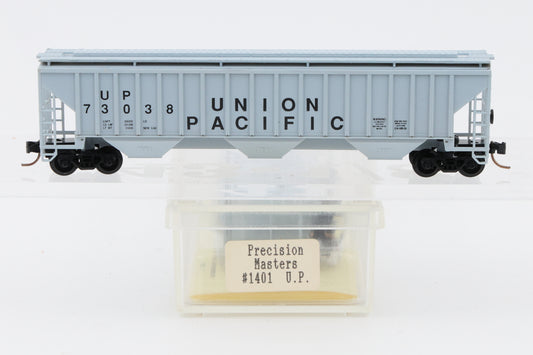 UP
73038
UNION
PACIFIC
Precision
Masters
#1401 U.P.